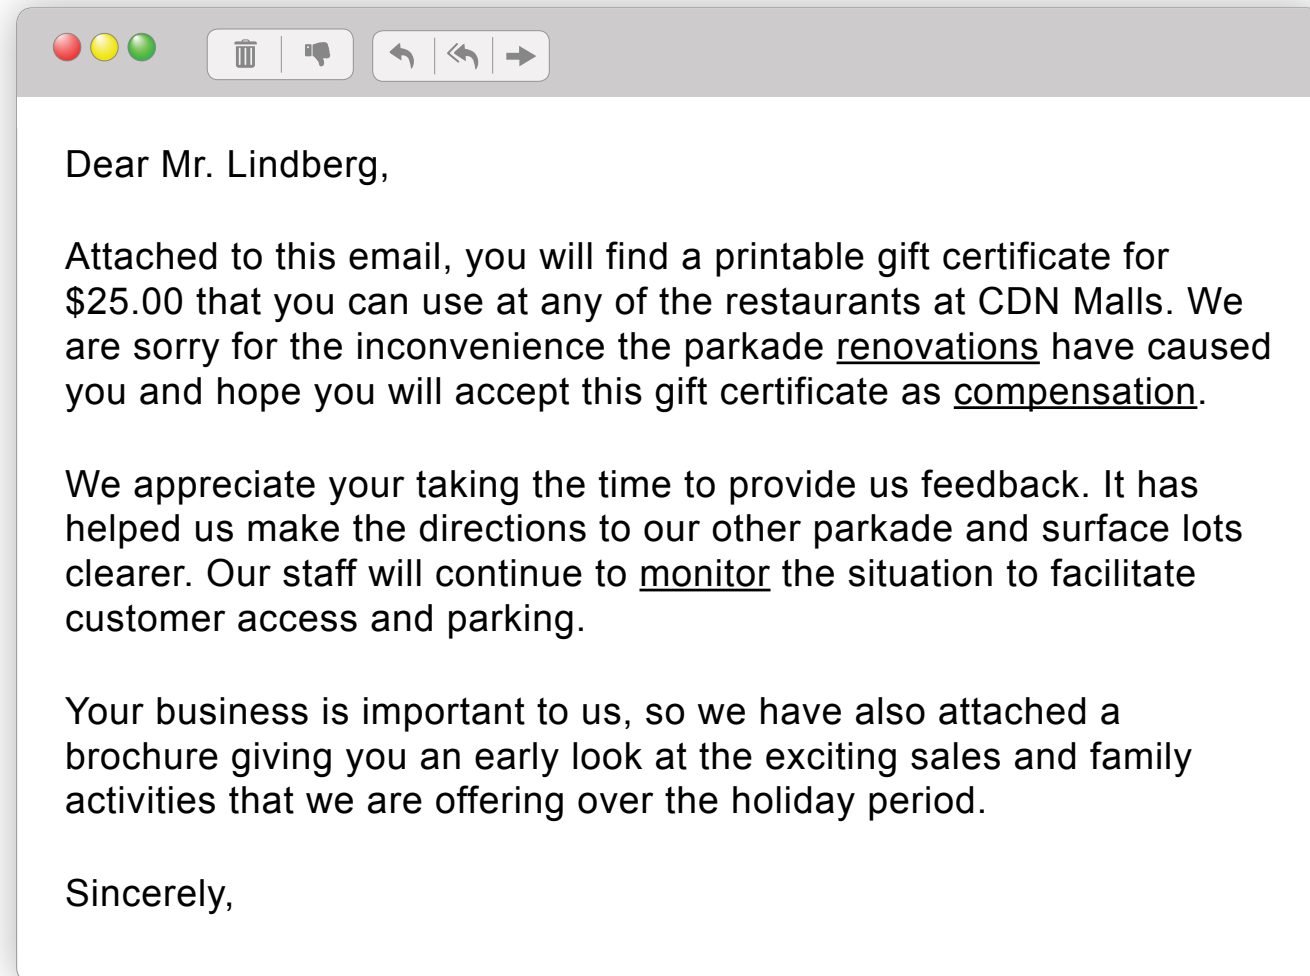 Dear Mr. Lindberg,
Attached to this email, you will find a printable gift certificate for
$25.00 that you can use at any of the restaurants at CDN Malls. We
are sorry for the inconvenience the parkade renovations have caused
you and hope you will accept this gift certificate as compensation.
We appreciate your taking the time to provide us feedback. It has
helped us make the directions to our other parkade and surface lots
clearer. Our staff will continue to monitor the situation to facilitate
customer access and parking.
Your business is important to us, so we have also attached a
brochure giving you an early look at the exciting sales and family
activities that we are offering over the holiday period.
Sincerely,